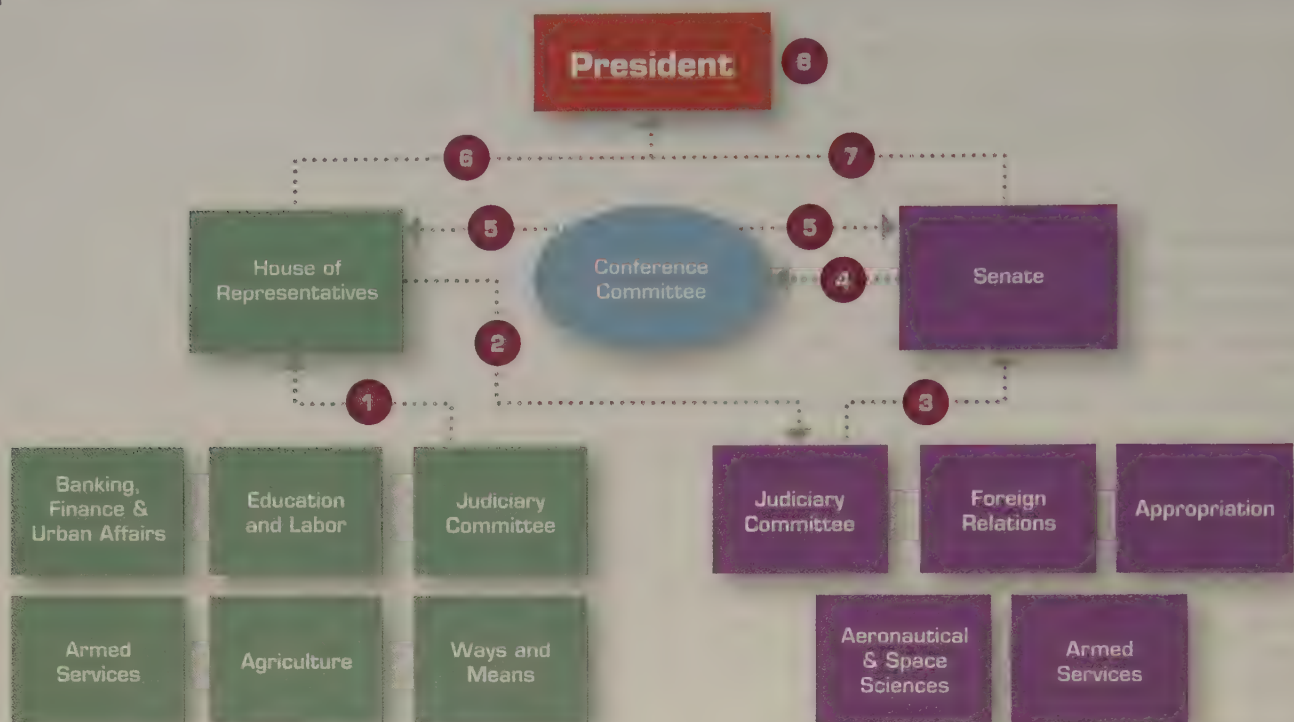 President
8
6
7
House of
Representatives
5
Conference
Committee
5
4
Senate
2
1
3
Banking,
Finance &
Urban Affairs
Education
and Labor
Judiciary
Committee
Judiciary
Committee
Foreign
Relations
Appropriation
Armed
Services
Agriculture
Ways and
Means
Aeronautical
& Space
Sciences
Armed
Services